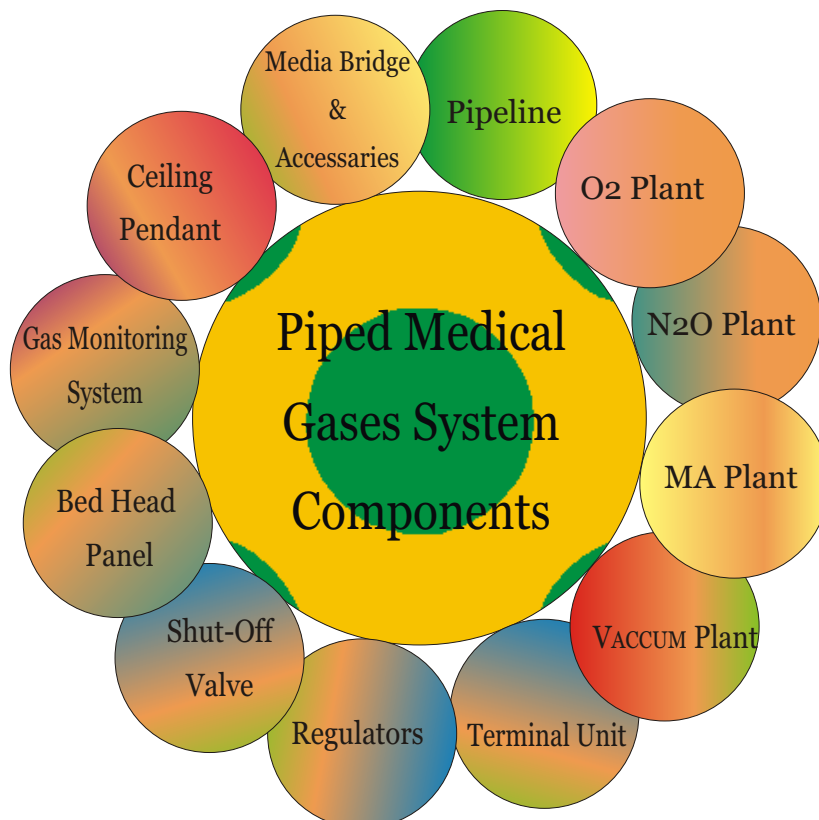 Piped Medical
Gases System
Components
Pipeline
O2 Plant
N2O Plant
MA Plant
VACCUM Plant
Terminal Unit
Regulators
Shut-Off
Valve
Bed Head
Panel
Gas Monitoring
System
Ceiling
Pendant
Media Bridge
&
Accessaries